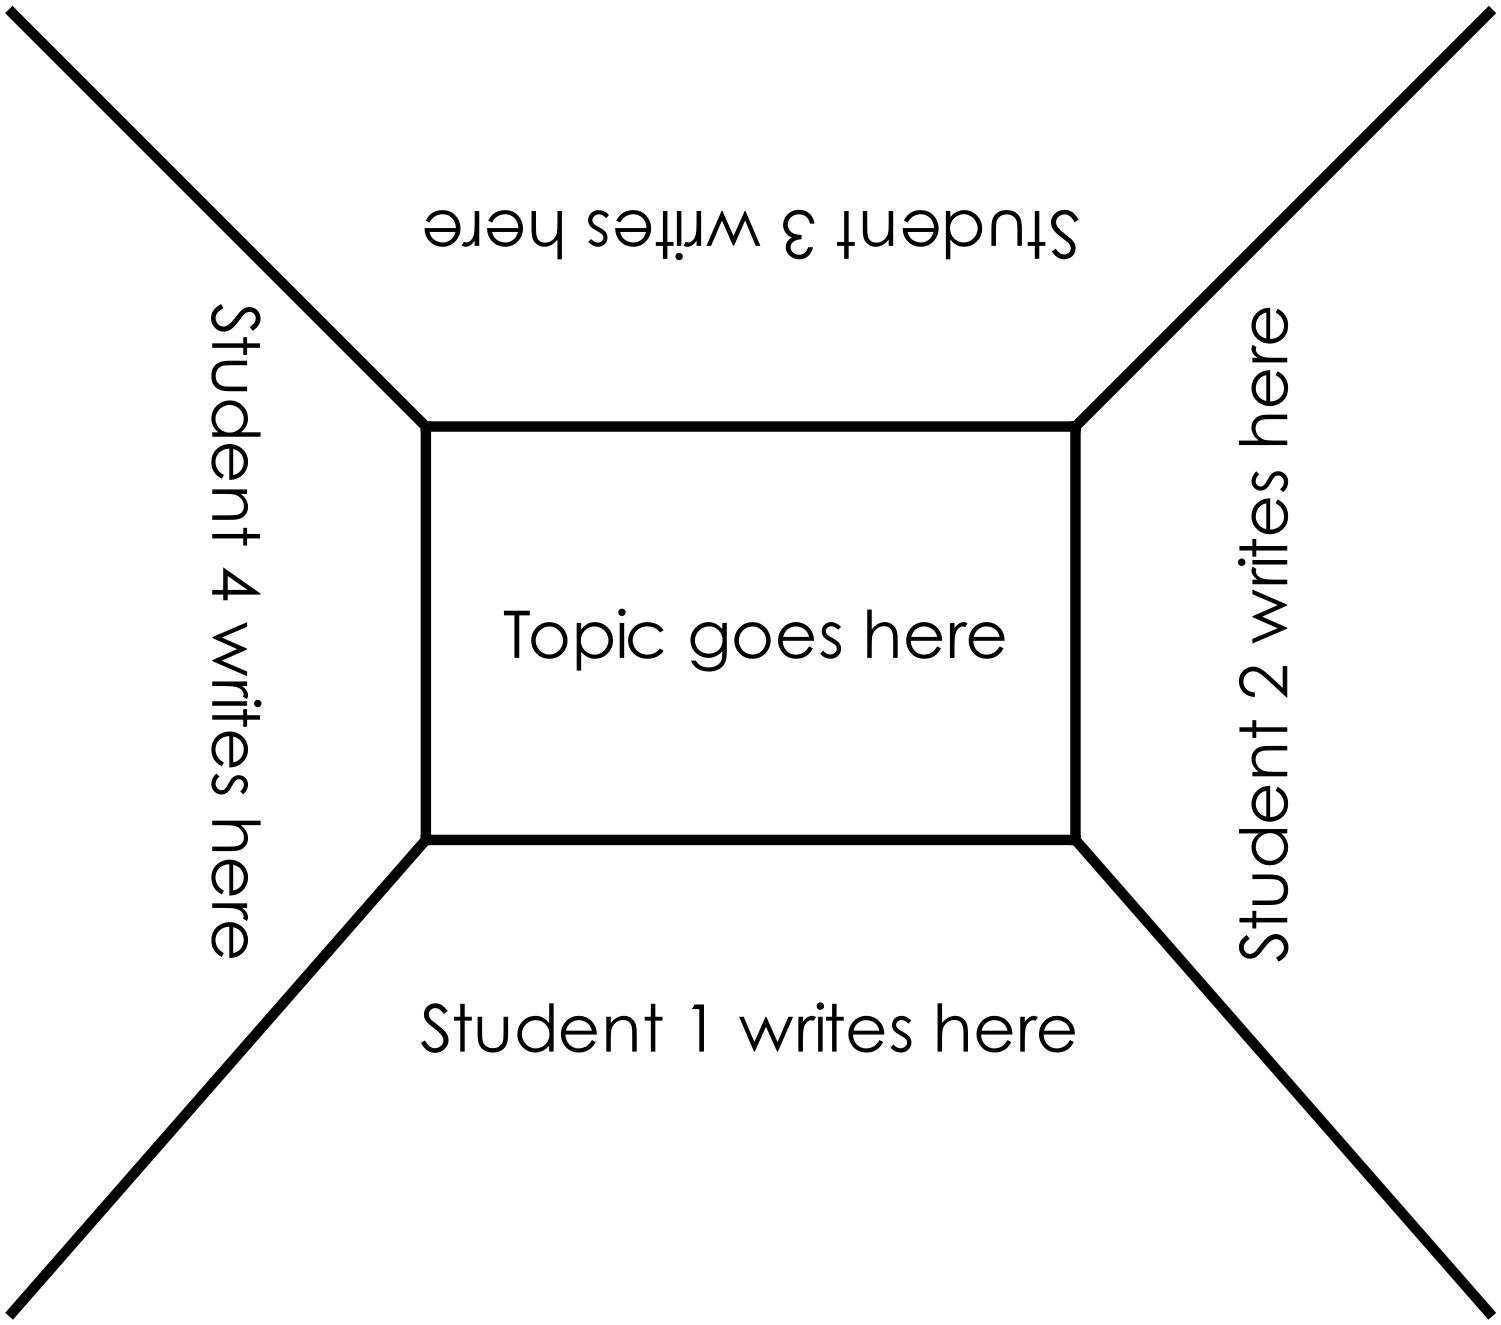 Student 3 writes here
Student 4 writes here
Topic goes here
Student 2 writes here
Student 1 writes here